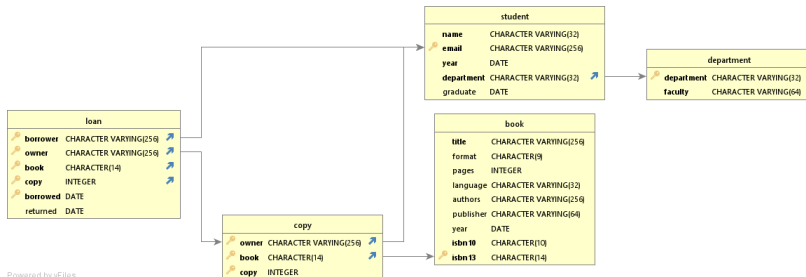 student
name CHARACTER VARYING(32)
email CHARACTER VARYING(256)
year DATE
department CHARACTER VARYING(32)
graduate DATE
department
department CHARACTER VARYING(32)
faculty CHARACTER VARYING(64)
loan
borrower CHARACTER VARYING(256)
owner CHARACTER VARYING(256)
book CHARACTER(14)
copy INTEGER
borrowed DATE
returned DATE
book
title CHARACTER VARYING(256)
format CHARACTER(9)
pages INTEGER
language CHARACTER VARYING(32)
authors CHARACTER VARYING(256)
publisher CHARACTER VARYING(64)
year DATE
isbn10 CHARACTER(10)
isbn13 CHARACTER(14)
copy
owner CHARACTER VARYING(256)
book CHARACTER(14)
copy INTEGER
Powered by yFiles